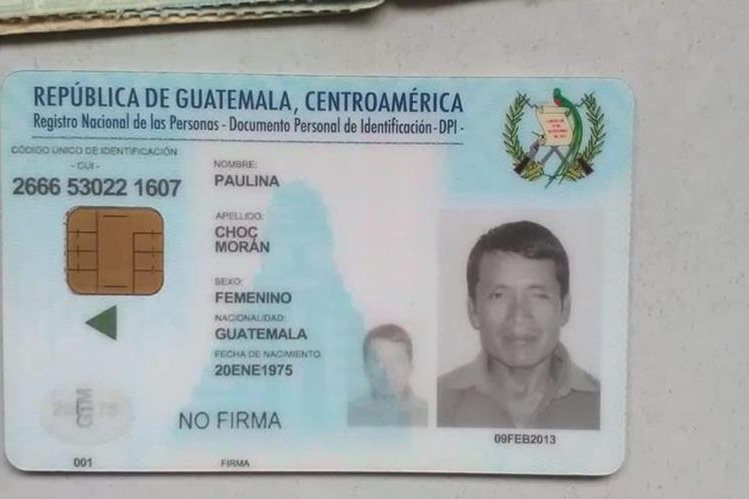 REPÚBLICA DE GUATEMALA, CENTROAMÉRICA
Registro Nacional de las Personas - Documento Personal de Identificación -DPI -
CÓDIGO ÚNICO DE IDENTIFICACIÓN
- CUI -
2666 53022 1607
NOMBRE:
PAULINA
APELLIDO:
CHOC
MORÁN
SEXO:
FEMENINO
NACIONALIDAD:
GUATEMALA
FECHA DE NACIMIENTO:
20ENE1975
GTM
NO FIRMA
09FEB2013
001
FIRMA